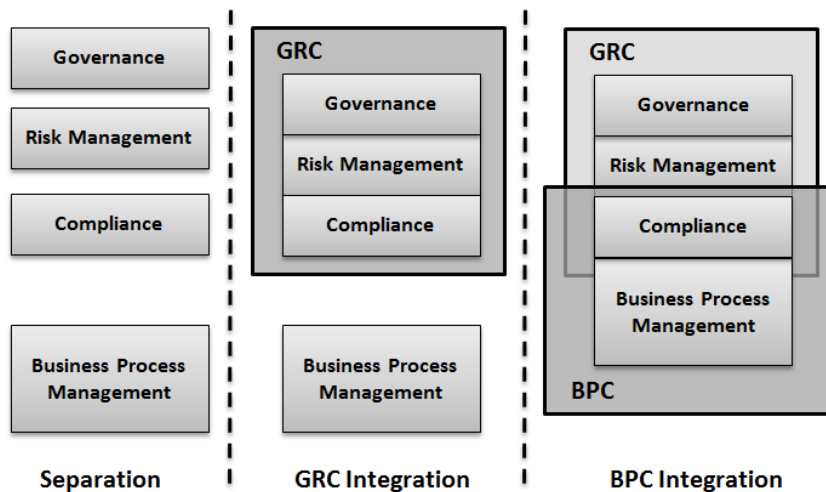 Governance
Risk Management
Compliance
Business Process
Management
Separation
GRC
Governance
Risk Management
Compliance
Business Process
Management
GRC Integration
GRC
Governance
Risk Management
Compliance
Business Process
Management
BPC
BPC Integration